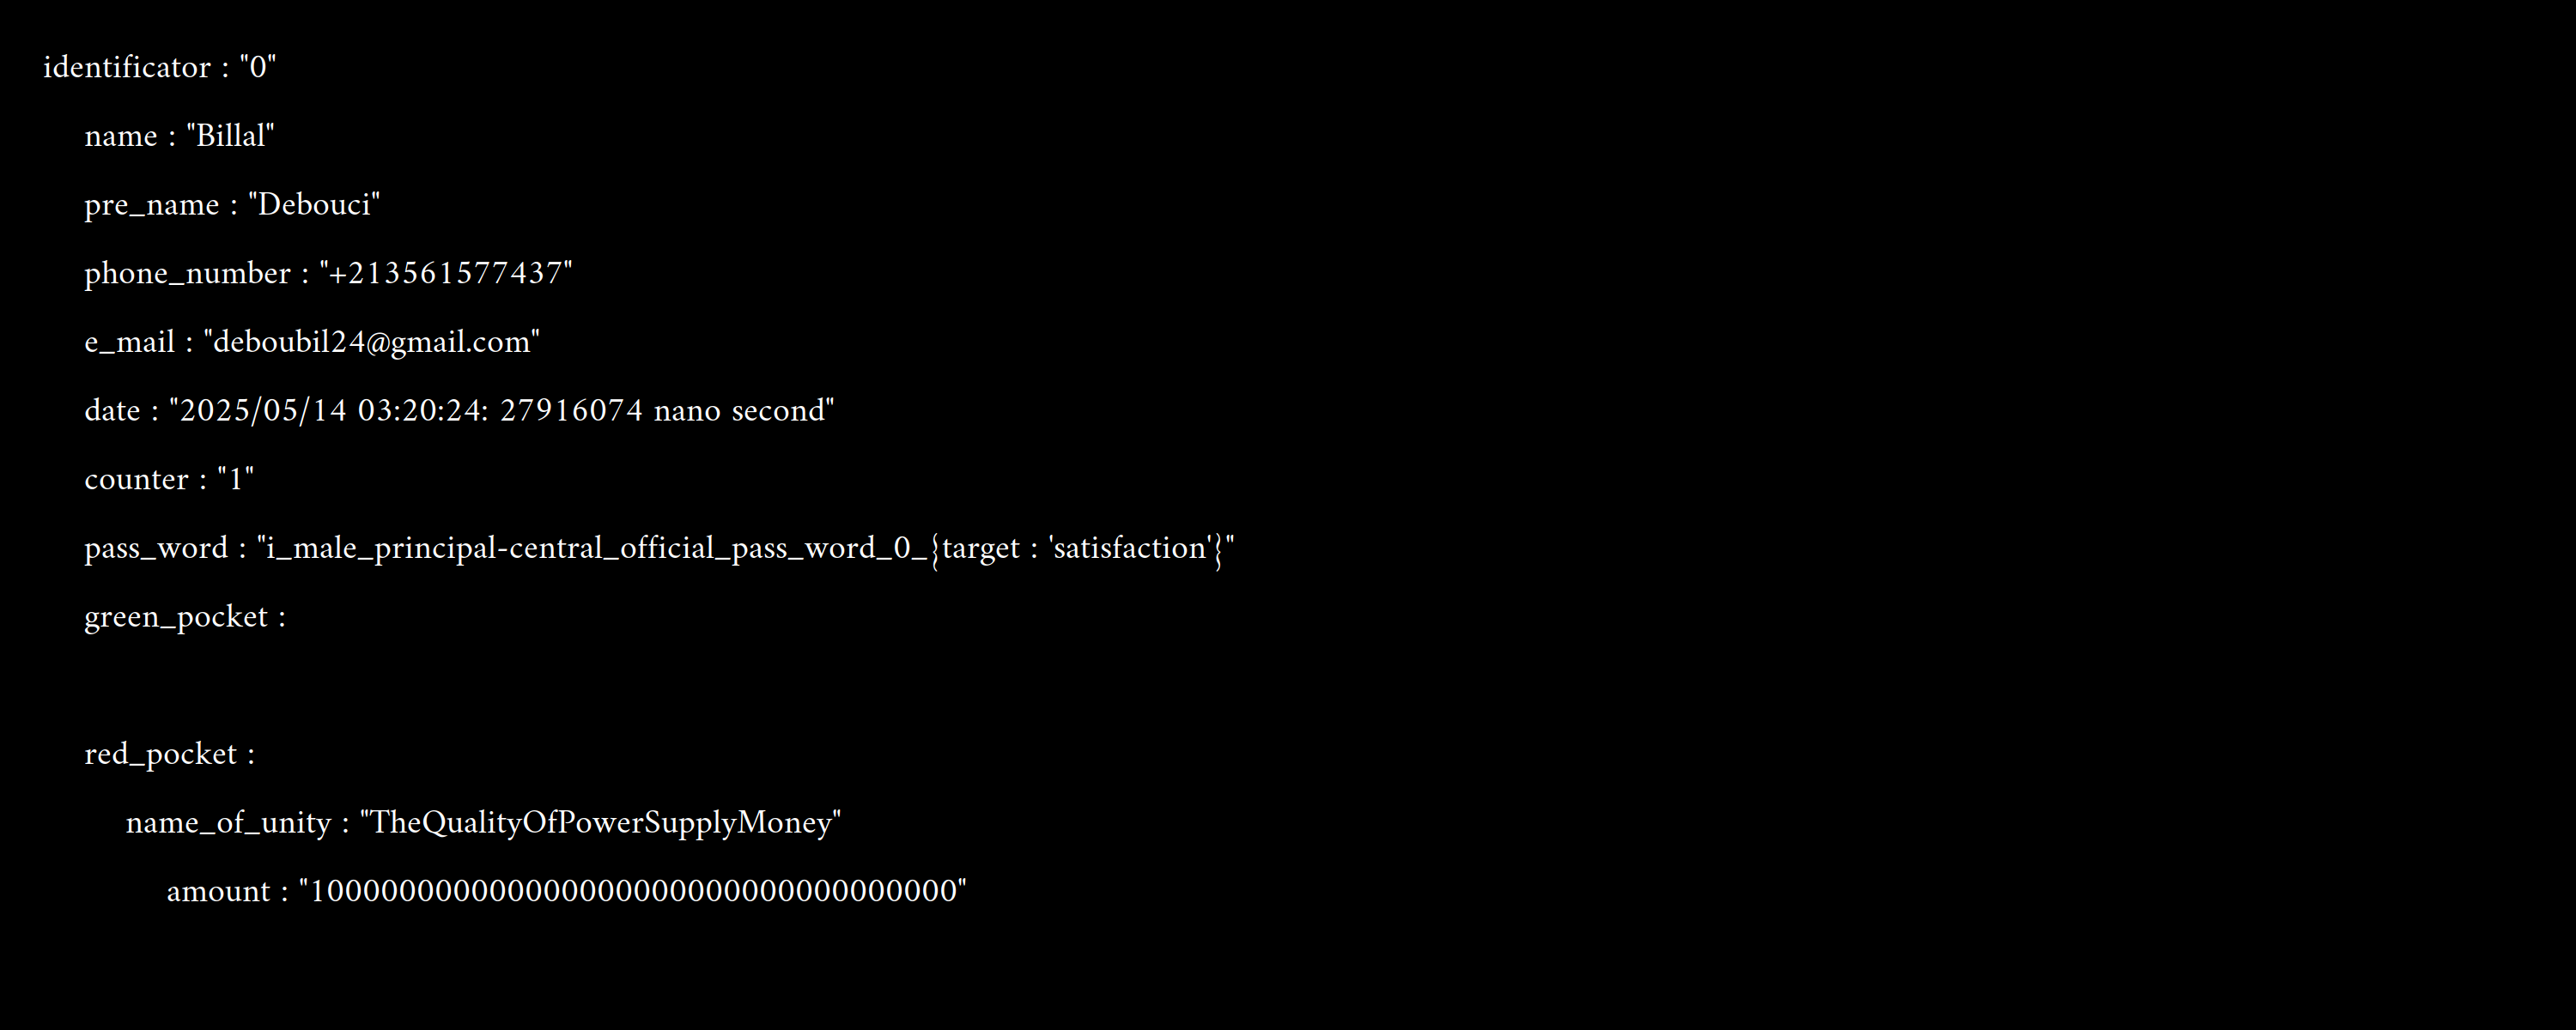 identificator : "0"
name : "Billal"
pre_name : "Debouci"
phone_number : "+213561577437"
e_mail : "deboubil24@gmail.com"
date : "2025/05/14 03:20:24: 27916074 nano second"
counter : "1"
pass_word : "i_male_principal-central_official_pass_word_0_{target : 'satisfaction'}"
green_pocket :
red_pocket :
name_of_unity : "TheQualityOfPowerSupplyMoney"
amount : "100000000000000000000000000000000000"